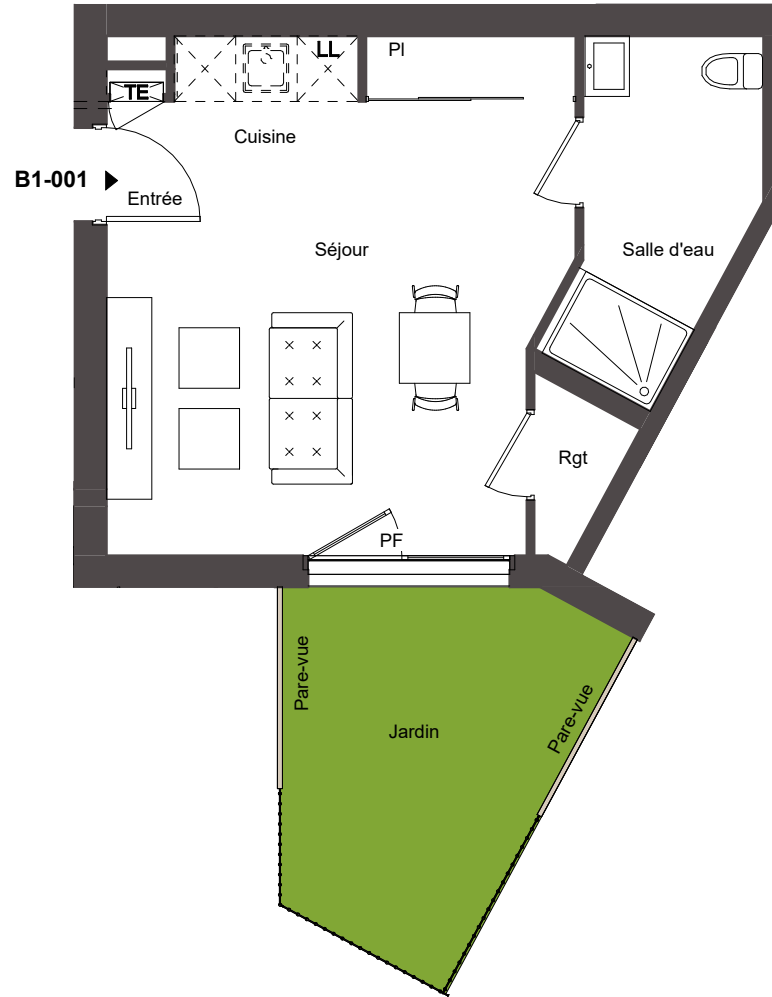 LL
Pl
TE
Cuisine
B1-001
Entrée
Séjour
Salle d'eau
Rgt
PF
Pare-vue
Pare-vue
Jardin